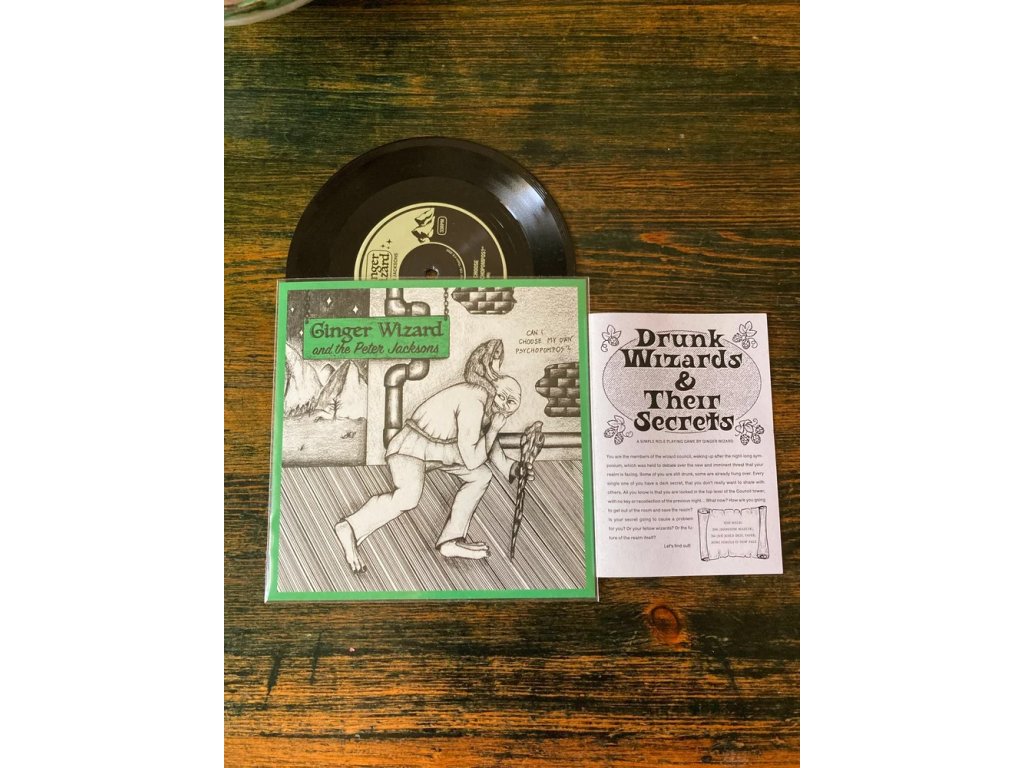 Ginger Wizard
and the Peter Jacksons
CAN I
CHOOSE MY OWN
PSYCHOPOMPOS?
inger
Wizard
JACKSONS
Drunk
Wizards
&
Their
Secrets
A SIMPLE ROLE PLAYING GAME BY GINGER WIZARD
You are the members of the wizard council, waking up after the night-long sym-
posium, which was held to debate over the new and imminent threat that your
realm is facing. Some of you are still drunk, some are already hung over. Every
single one of you have a dark secret, that you don't really want to share with
others. All you know is that you are locked in the top level of the Council tower,
with no key or recollection of the previous night... What now? How are you going
to get out of the room and save the realm?
Is your secret going to cause a problem
for you? Or your fellow wizards? Or the fu-
ture of the realm itself?
Let's find out!